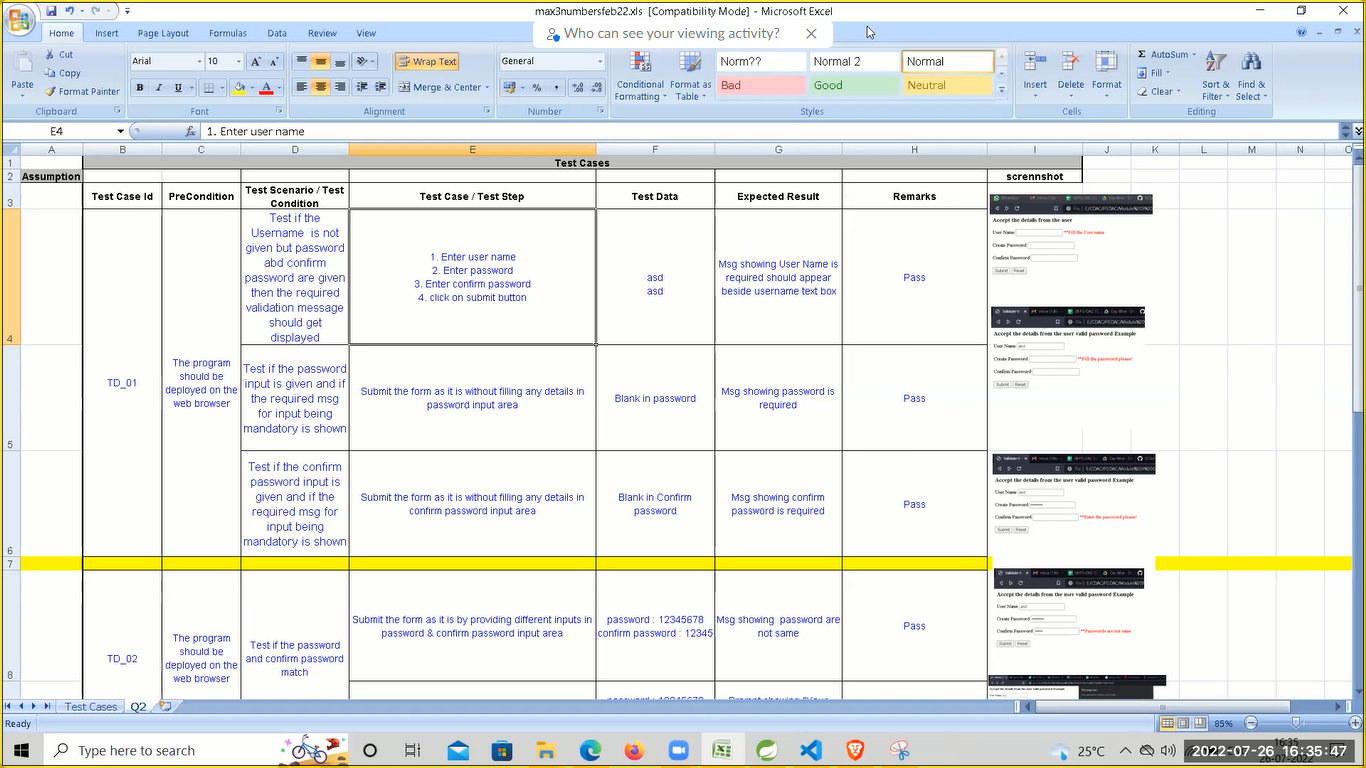 max3numbersfeb22.xls [Compatibility Mode] - Microsoft Excel
Who can see your viewing activity?
Home Insert Page Layout Formulas Data Review View
Paste
Cut
Copy
Format Painter
Clipboard
Arial 10
B I U
Font
Wrap Text
Merge & Center
Alignment
General
%
Number
Conditional Formatting
Format as Table
Norm?? Normal 2 Normal
Bad Good Neutral
Styles
Insert Delete Format
Cells
AutoSum
Fill
Clear
Sort & Filter
Find & Select
Editing
E4 fx 1. Enter user name
A B C D E F G H I J K L M N O
1 Test Cases
2 Assumption scrennshot
3 Test Case Id PreCondition Test Scenario / Test Condition Test Case / Test Step Test Data Expected Result Remarks
4
Test if the
Username is not
given but password
abd confirm
password are given
then the required
validation message
should get
displayed
1. Enter user name
2. Enter password
3. Enter confirm password
4. click on submit button
asd
asd
Msg showing User Name is
required should appear
beside username text box
Pass
TD_01
The program
should be
deployed on the
web browser
5
Test if the password
input is given and if
the required msg
for input being
mandatory is shown
Submit the form as it is without filling any details in
password input area
Blank in password
Msg showing password is
required
Pass
6
Test if the confirm
password input is
given and if the
required msg for
input being
mandatory is shown
Submit the form as it is without filling any details in
confirm password input area
Blank in Confirm
password
Msg showing confirm
password is required
Pass
7
8
TD_02
The program
should be
deployed on the
web browser
Test if the password
and confirm password
match
Submit the form as it is by providing different inputs in
password & confirm password input area
password : 12345678
confirm password : 12345
Msg showing password are
not same
Pass
Accept the details from the user
User Name **Fill the User name
Create Password
Confirm Password
Submit Reset
Accept the details from the user valid password Example
User Name asd
Create Password **Fill the password please!
Confirm Password
Submit Reset
Accept the details from the user valid password Example
User Name asd
Create Password
Confirm Password **Enter the password please!
Submit Reset
Accept the details from the user valid password Example
User Name asd
Create Password
Confirm Password **Passwords are not same
Submit Reset
Test Cases Q2
Ready 85%
Type here to search
25°C
2022-07-26 16:35:47